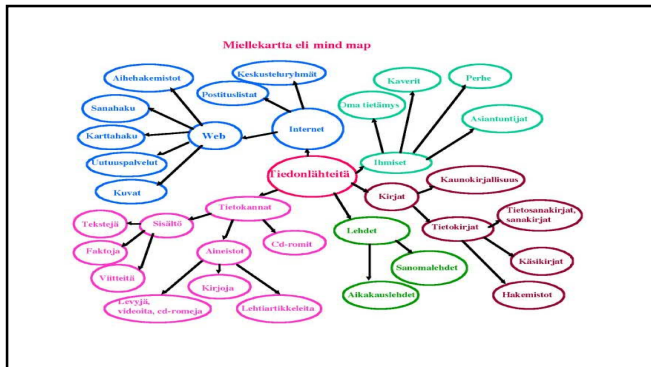 Miellekartta eli mind map
Aihehakemistot
Keskusteluryhmät
Kaverit
Perhe
Postituslistat
Oma tietämys
Sanahaku
Asiantuntijat
Karttahaku
Web
Internet
Uutuuspalvelut
Ihmiset
Kuvat
Tiedonlähteitä
Kaunokirjallisuus
Kirjat
Tietokannat
Tekstejä
Sisältö
Lehdet
Tietokirjat
Tietosanakirjat,
sanakirjat
Faktoja
Aineistot
Cd-romit
Käsikirjat
Viitteitä
Sanomalehdet
Kirjoja
Levyjä,
videoita, cd-romeja
Lehtiartikkeleita
Aikakauslehdet
Hakemistot